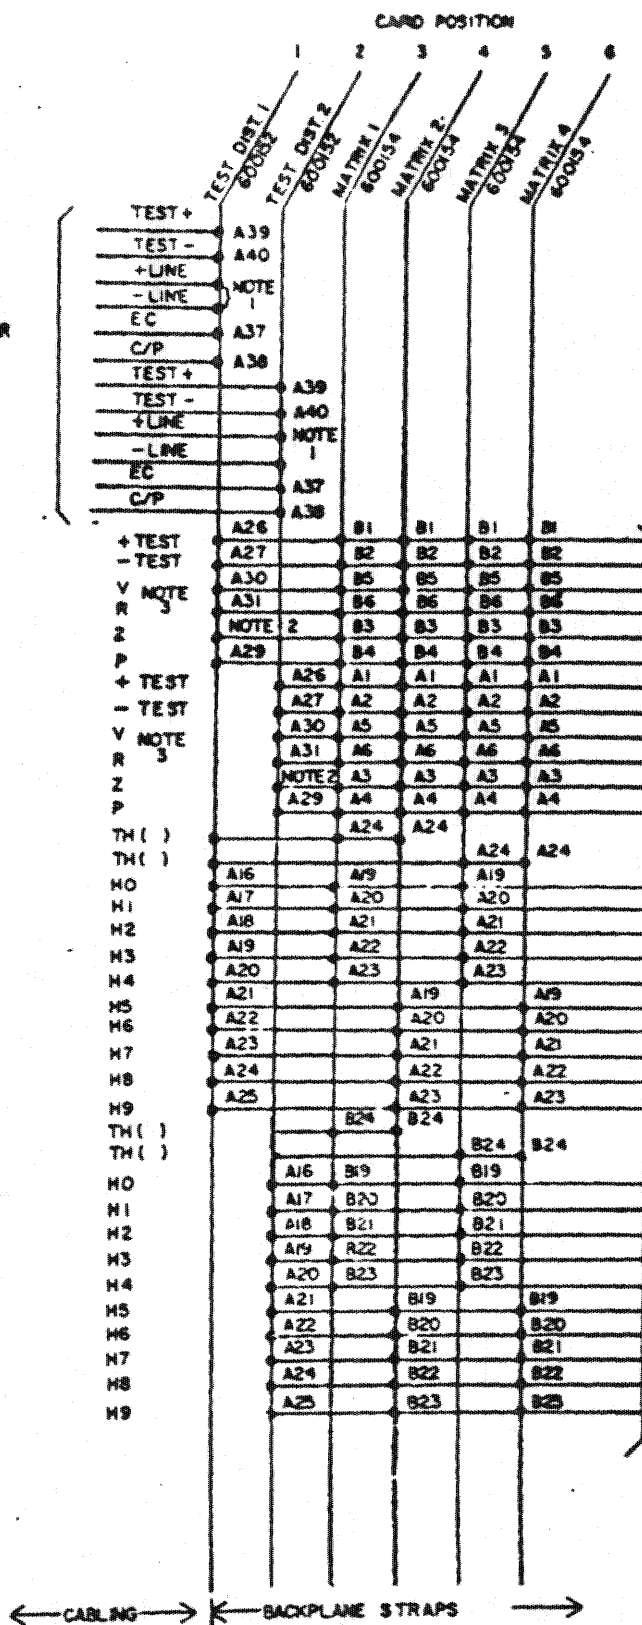 CARD POSITION
1 2 3 4 5 6
TEST DIST. 1 600152
TEST DIST. 2 600152
MATRIX 1 600154
MATRIX 2 600154
MATRIX 3 600154
MATRIX 4 600154
TEST + A39
TEST - A40
+LINE NOTE
-LINE 1
EC A37
R
C/P A38
TEST + A39
TEST - A40
+LINE NOTE
-LINE 1
EC A37
C/P A38
+ TEST A26 B1 B1 B1 B1
- TEST A27 B2 B2 B2 B2
V NOTE A30 B5 B5 B5 B5
R 3 A31 B6 B6 B6 B6
Z NOTE 2 B3 B3 B3 B3
P A29 B4 B4 B4 B4
+ TEST A26 A1 A1 A1 A1
- TEST A27 A2 A2 A2 A2
V NOTE A30 A5 A5 A5 A5
R 3 A31 A6 A6 A6 A6
Z NOTE 2 A3 A3 A3 A3
P A29 A4 A4 A4 A4
TH ( ) A24 A24
TH ( ) A24 A24
H0 A16 A19 A19
H1 A17 A20 A20
H2 A18 A21 A21
H3 A19 A22 A22
H4 A20 A23 A23
H5 A21 A19 A19
H6 A22 A20 A20
H7 A23 A21 A21
H8 A24 A22 A22
H9 A25 A23 A23
TH ( ) B24 B24
TH ( ) B24 B24
H0 A16 B19 B19
H1 A17 B20 B20
H2 A18 B21 B21
H3 A19 B22 B22
H4 A20 B23 B23
H5 A21 B19 B19
H6 A22 B20 B20
H7 A23 B21 B21
H8 A24 B22 B22
H9 A25 B23 B23
CABLING BACKPLANE STRAPS